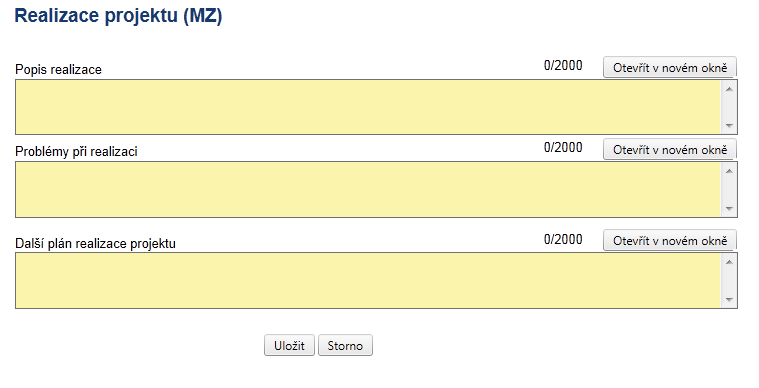 Realizace projektu (MZ)
Popis realizace 0/2000 Otevřít v novém okně
Problémy při realizaci 0/2000 Otevřít v novém okně
Další plán realizace projektu 0/2000 Otevřít v novém okně
Uložit Storno